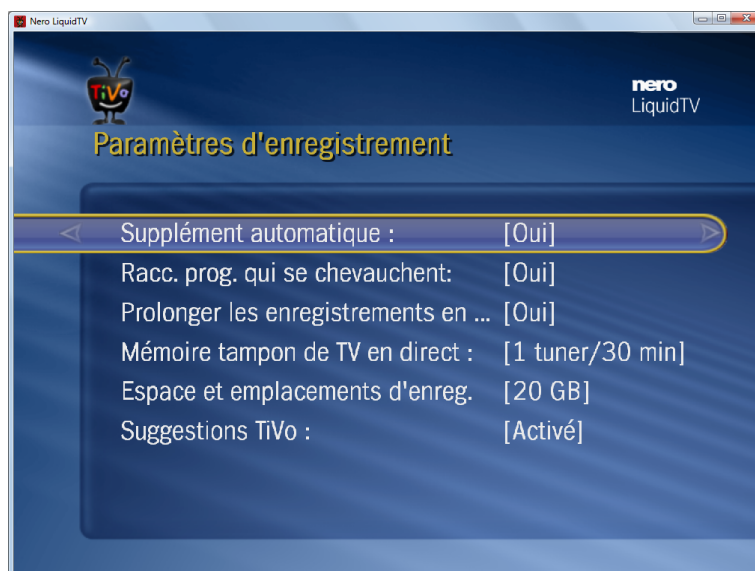 Nero LiquidTV
TiVo
nero
LiquidTV
Paramètres d'enregistrement
Supplément automatique : [Oui]
Racc. prog. qui se chevauchent: [Oui]
Prolonger les enregistrements en ... [Oui]
Mémoire tampon de TV en direct : [1 tuner/30 min]
Espace et emplacements d'enreg. [20 GB]
Suggestions TiVo : [Activé]